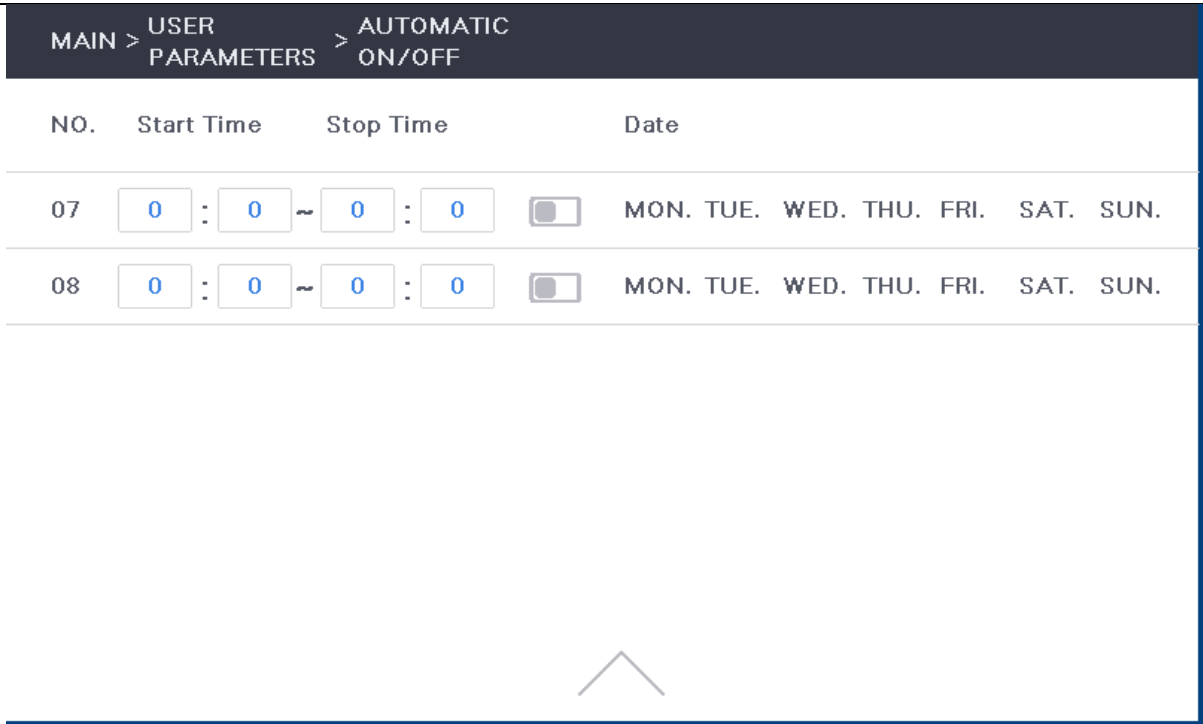 MAIN > USER PARAMETERS > AUTOMATIC ON/OFF
NO. Start Time Stop Time Date
07 0 : 0 ~ 0 : 0 MON. TUE. WED. THU. FRI. SAT. SUN.
08 0 : 0 ~ 0 : 0 MON. TUE. WED. THU. FRI. SAT. SUN.